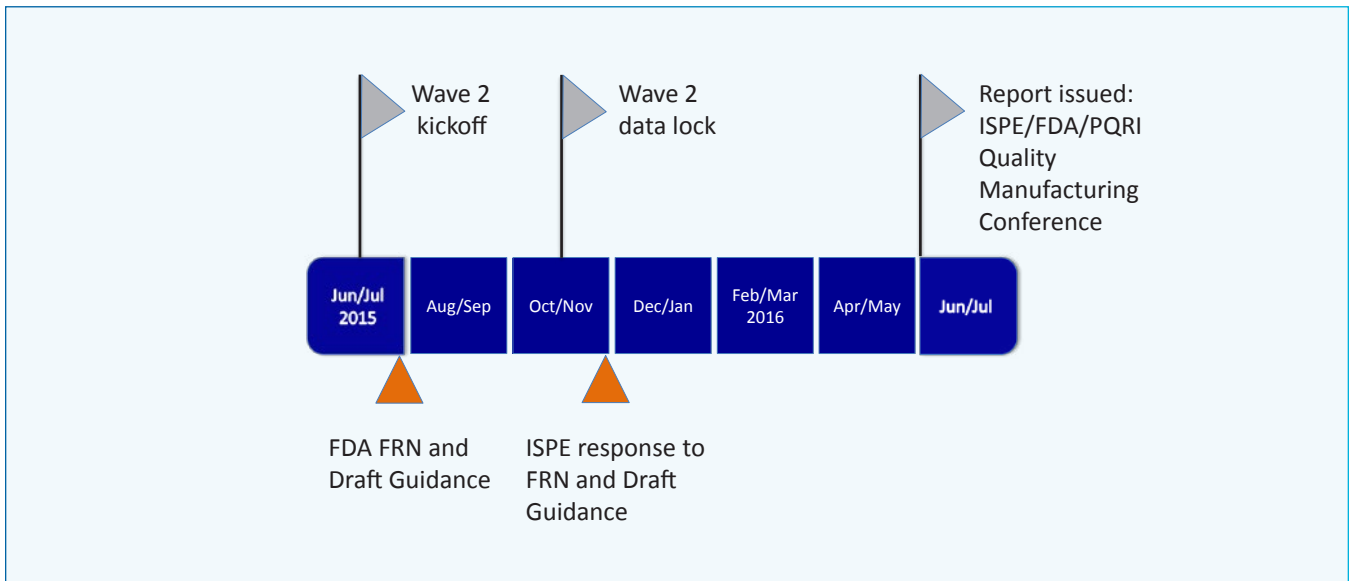 Wave 2
kickoff
Wave 2
data lock
Report issued:
ISPE/FDA/PQRI
Quality
Manufacturing
Conference
Jun/Jul
2015
Aug/Sep
Oct/Nov
Dec/Jan
Feb/Mar
2016
Apr/May
Jun/Jul
FDA FRN and
Draft Guidance
ISPE response to
FRN and Draft
Guidance